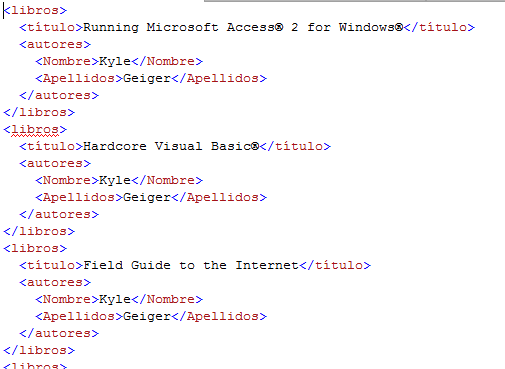 <libros>
<título>Running Microsoft Access® 2 for Windows®</título>
<autores>
<Nombre>Kyle</Nombre>
<Apellidos>Geiger</Apellidos>
</autores>
</libros>
<libros>
<título>Hardcore Visual Basic®</título>
<autores>
<Nombre>Kyle</Nombre>
<Apellidos>Geiger</Apellidos>
</autores>
</libros>
<libros>
<título>Field Guide to the Internet</título>
<autores>
<Nombre>Kyle</Nombre>
<Apellidos>Geiger</Apellidos>
</autores>
</libros>
<libros>